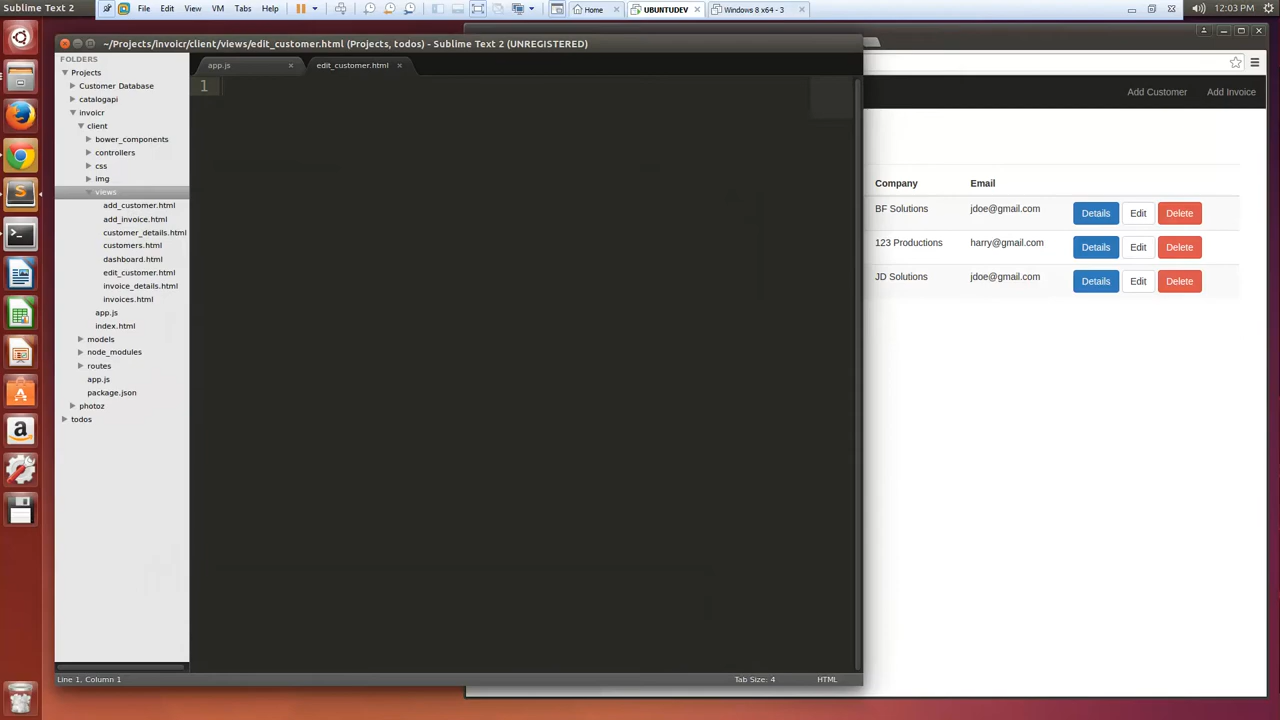 Sublime Text 2
File Edit View VM Tabs Help
Home
UBUNTUDEV
Windows 8 x64 - 3
12:03 PM
~/Projects/invoicr/client/views/edit_customer.html (Projects, todos) - Sublime Text 2 (UNREGISTERED)
FOLDERS
Projects
Customer Database
catalogapi
invoicr
client
bower_components
controllers
css
img
views
add_customer.html
add_invoice.html
customer_details.html
customers.html
dashboard.html
edit_customer.html
invoice_details.html
invoices.html
app.js
index.html
models
node_modules
routes
app.js
package.json
photoz
todos
app.js
edit_customer.html
1
Line 1, Column 1
Tab Size: 4
HTML
Add Customer Add Invoice
Company Email
BF Solutions jdoe@gmail.com Details Edit Delete
123 Productions harry@gmail.com Details Edit Delete
JD Solutions jdoe@gmail.com Details Edit Delete